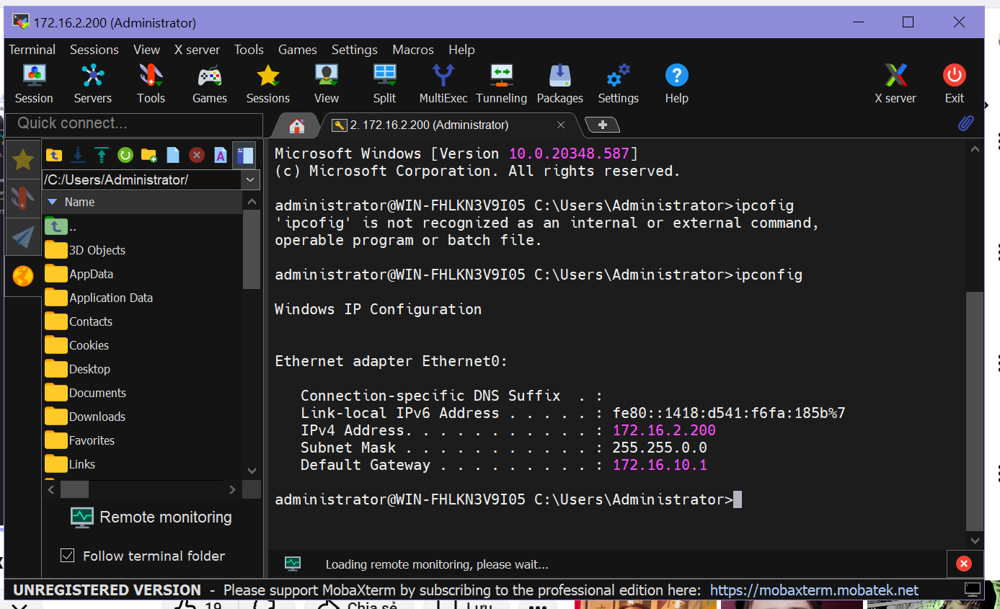 172.16.2.200 (Administrator)
Terminal Sessions View X server Tools Games Settings Macros Help
Session Servers Tools Games Sessions View Split MultiExec Tunneling Packages Settings Help X server Exit
Quick connect...
2. 172.16.2.200 (Administrator)
/C:/Users/Administrator/
Name
..
3D Objects
AppData
Application Data
Contacts
Cookies
Desktop
Documents
Downloads
Favorites
Links
Remote monitoring
Follow terminal folder
Microsoft Windows [Version 10.0.20348.587]
(c) Microsoft Corporation. All rights reserved.
administrator@WIN-FHLKN3V9I05 C:\Users\Administrator>ipcofig
'ipcofig' is not recognized as an internal or external command,
operable program or batch file.
administrator@WIN-FHLKN3V9I05 C:\Users\Administrator>ipconfig
Windows IP Configuration
Ethernet adapter Ethernet0:
Connection-specific DNS Suffix . :
Link-local IPv6 Address . . . . . : fe80::1418:d541:f6fa:185b%7
IPv4 Address. . . . . . . . . . . : 172.16.2.200
Subnet Mask . . . . . . . . . . . : 255.255.0.0
Default Gateway . . . . . . . . . : 172.16.10.1
administrator@WIN-FHLKN3V9I05 C:\Users\Administrator>
Loading remote monitoring, please wait...
UNREGISTERED VERSION - Please support MobaXterm by subscribing to the professional edition here: https://mobaxterm.mobatek.net
19 Chia sẻ Lưu